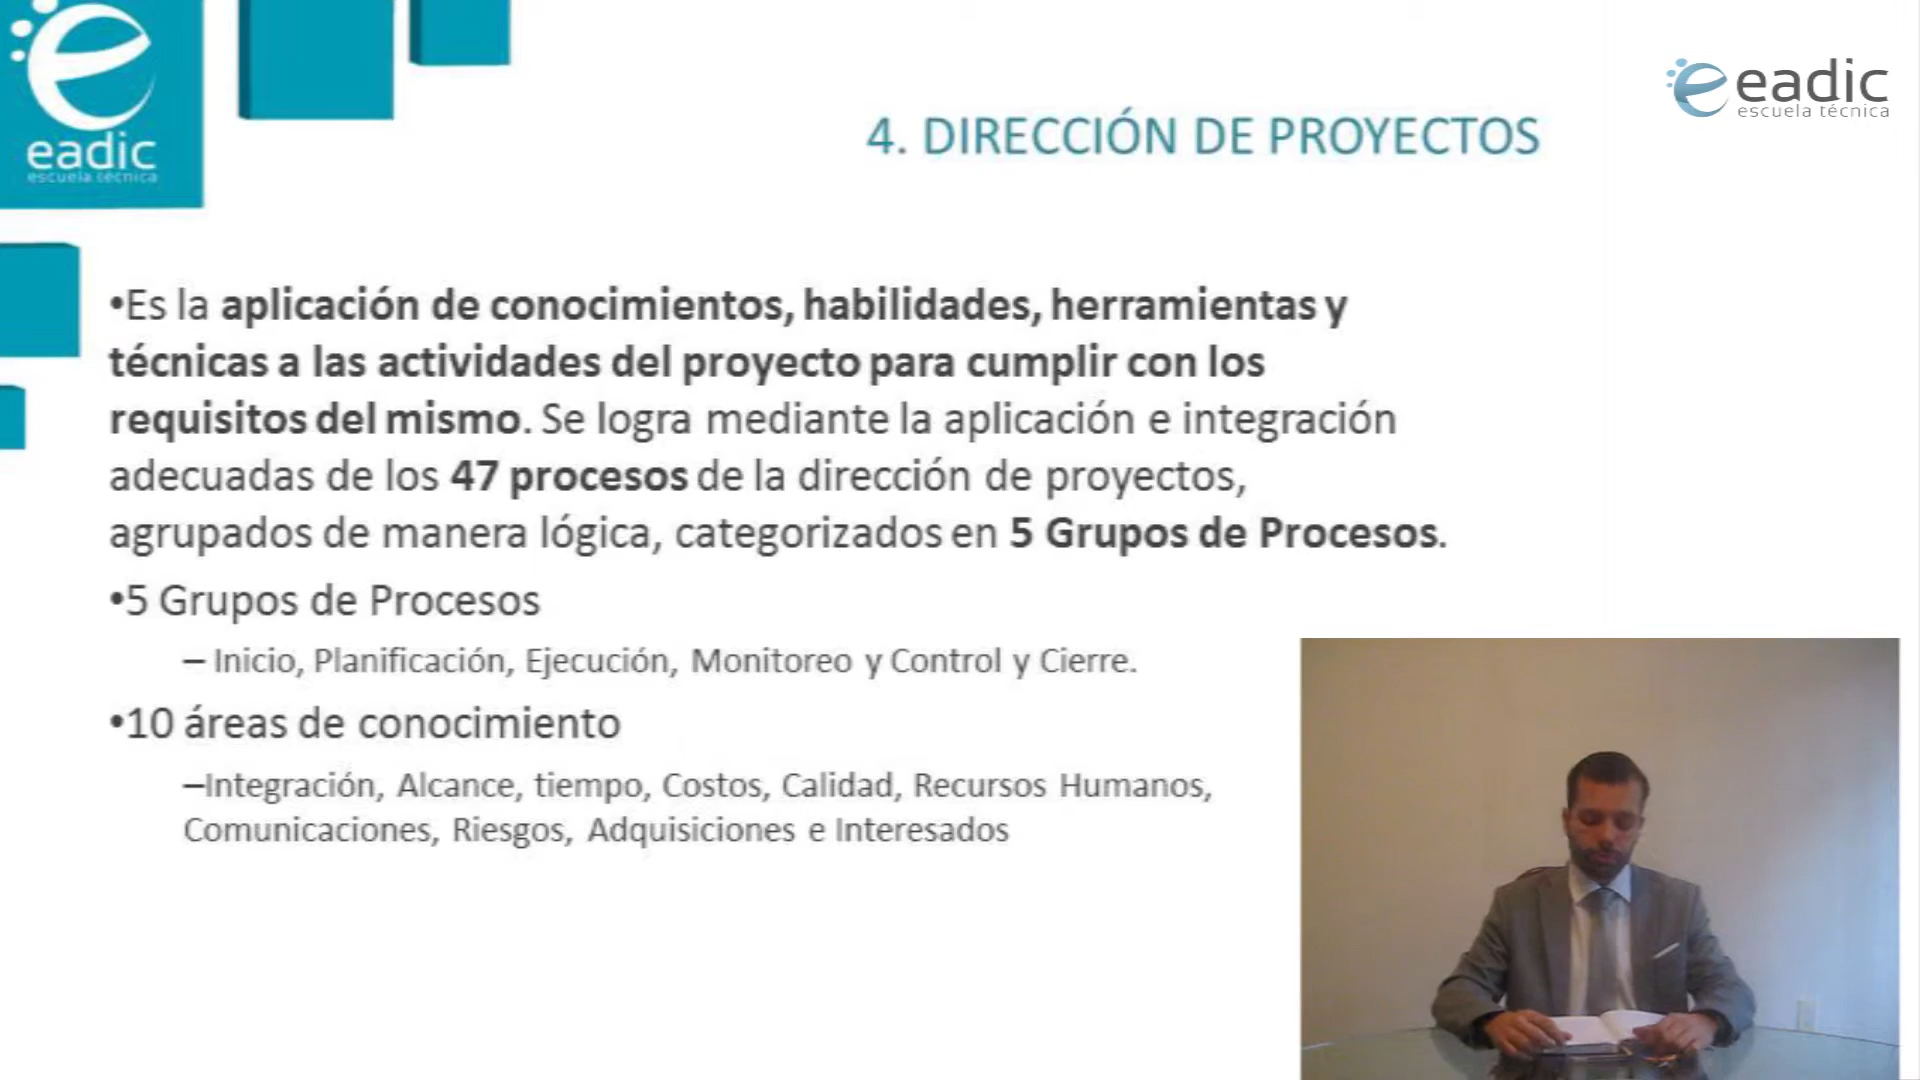 eadic
escuela técnica
eadic
escuela técnica
4. DIRECCIÓN DE PROYECTOS
•Es la aplicación de conocimientos, habilidades, herramientas y
técnicas a las actividades del proyecto para cumplir con los
requisitos del mismo. Se logra mediante la aplicación e integración
adecuadas de los 47 procesos de la dirección de proyectos,
agrupados de manera lógica, categorizados en 5 Grupos de Procesos.
•5 Grupos de Procesos
– Inicio, Planificación, Ejecución, Monitoreo y Control y Cierre.
•10 áreas de conocimiento
–Integración, Alcance, tiempo, Costos, Calidad, Recursos Humanos,
Comunicaciones, Riesgos, Adquisiciones e Interesados